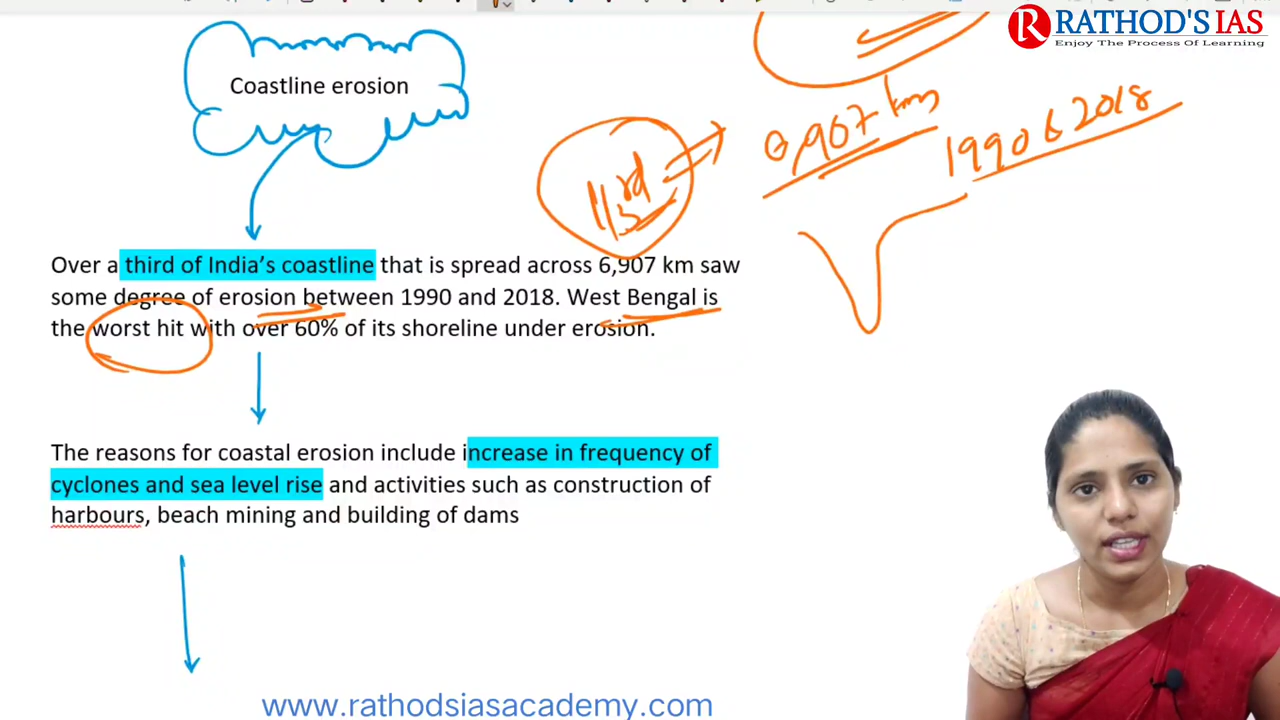 RATHOD'S IAS
Enjoy The Process Of Learning
Coastline erosion
1/3rd
6,907 kms
1990 6 2018
Over a third of India's coastline that is spread across 6,907 km saw
some degree of erosion between 1990 and 2018. West Bengal is
the worst hit with over 60% of its shoreline under erosion.
The reasons for coastal erosion include increase in frequency of
cyclones and sea level rise and activities such as construction of
harbours, beach mining and building of dams
www.rathodsiasacademy.com